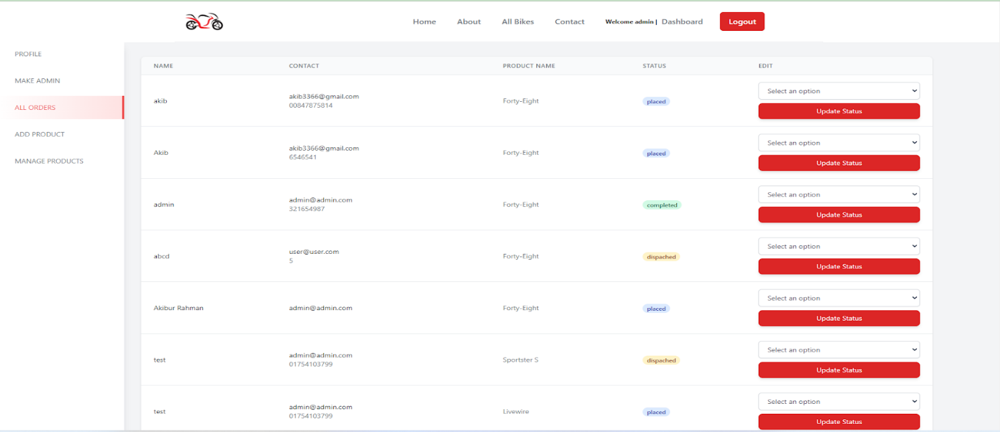 Home About All Bikes Contact Welcome admin | Dashboard Logout
PROFILE
MAKE ADMIN
ALL ORDERS
ADD PRODUCT
MANAGE PRODUCTS
NAME CONTACT PRODUCT NAME STATUS EDIT
akib akib3366@gmail.com Forty-Eight placed Select an option
00847875814 Update Status
Akib akib3366@gmail.com Forty-Eight placed Select an option
6546541 Update Status
admin admin@admin.com Forty-Eight completed Select an option
321654987 Update Status
abcd user@user.com Forty-Eight dispached Select an option
5 Update Status
Akibur Rahman admin@admin.com Forty-Eight placed Select an option
Update Status
test admin@admin.com Sportster S dispached Select an option
01754103799 Update Status
test admin@admin.com Livewire placed Select an option
01754103799 Update Status